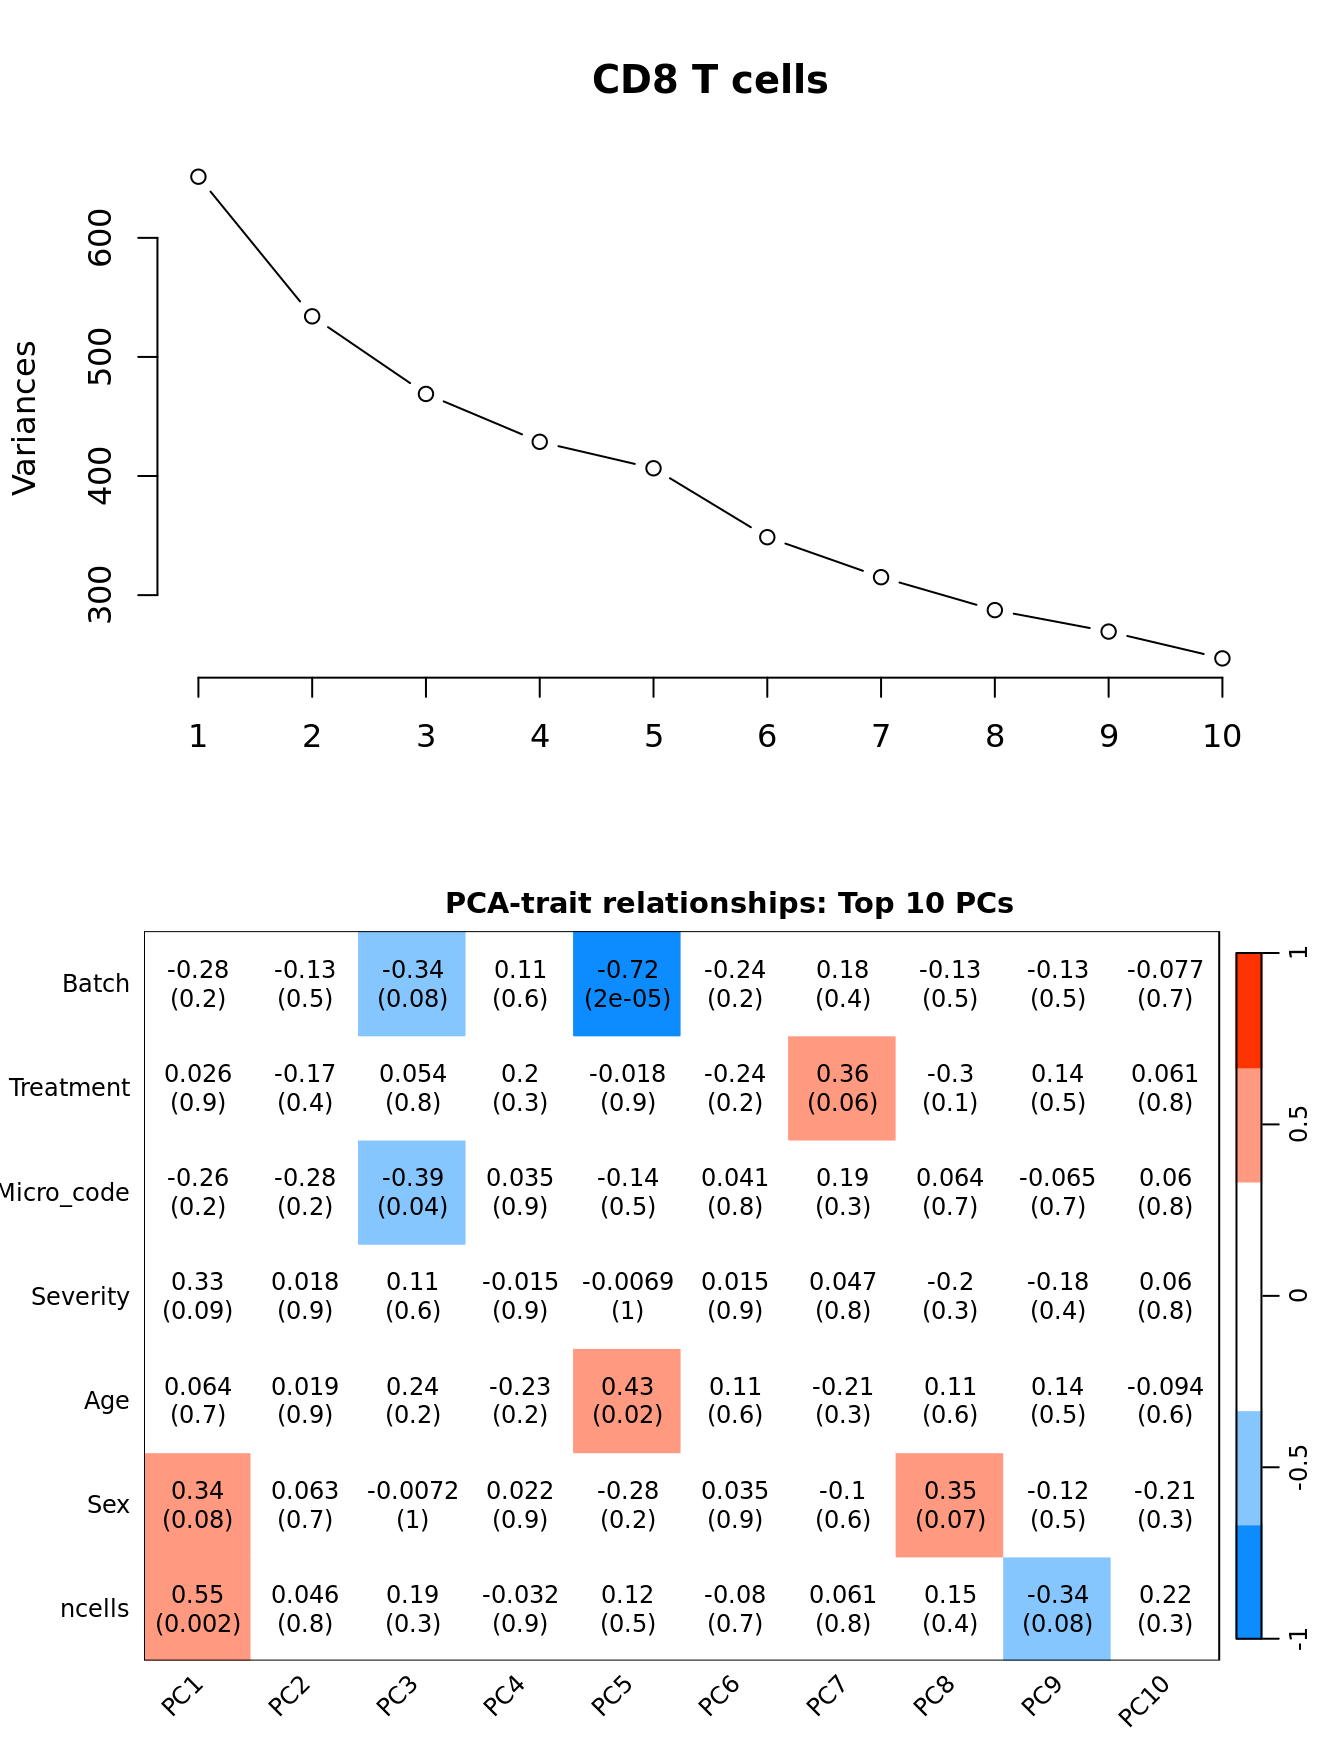 CD8 T cells
Variances
600
500
400
300
1 2 3 4 5 6 7 8 9 10
PCA-trait relationships: Top 10 PCs
Batch -0.28 -0.13 -0.34 0.11 -0.72 -0.24 0.18 -0.13 -0.13 -0.077
(0.2) (0.5) (0.08) (0.6) (2e-05) (0.2) (0.4) (0.5) (0.5) (0.7)
Treatment 0.026 -0.17 0.054 0.2 -0.018 -0.24 0.36 -0.3 0.14 0.061
(0.9) (0.4) (0.8) (0.3) (0.9) (0.2) (0.06) (0.1) (0.5) (0.8)
Micro_code -0.26 -0.28 -0.39 0.035 -0.14 0.041 0.19 0.064 -0.065 0.06
(0.2) (0.2) (0.04) (0.9) (0.5) (0.8) (0.3) (0.7) (0.7) (0.8)
Severity 0.33 0.018 0.11 -0.015 -0.0069 0.015 0.047 -0.2 -0.18 0.06
(0.09) (0.9) (0.6) (0.9) (1) (0.9) (0.8) (0.3) (0.4) (0.8)
Age 0.064 0.019 0.24 -0.23 0.43 0.11 -0.21 0.11 0.14 -0.094
(0.7) (0.9) (0.2) (0.2) (0.02) (0.6) (0.3) (0.6) (0.5) (0.6)
Sex 0.34 0.063 -0.0072 0.022 -0.28 0.035 -0.1 0.35 -0.12 -0.21
(0.08) (0.7) (1) (0.9) (0.2) (0.9) (0.6) (0.07) (0.5) (0.3)
ncells 0.55 0.046 0.19 -0.032 0.12 -0.08 0.061 0.15 -0.34 0.22
(0.002) (0.8) (0.3) (0.9) (0.5) (0.7) (0.8) (0.4) (0.08) (0.3)
PC1 PC2 PC3 PC4 PC5 PC6 PC7 PC8 PC9 PC10
1
0.5
0
-0.5
-1